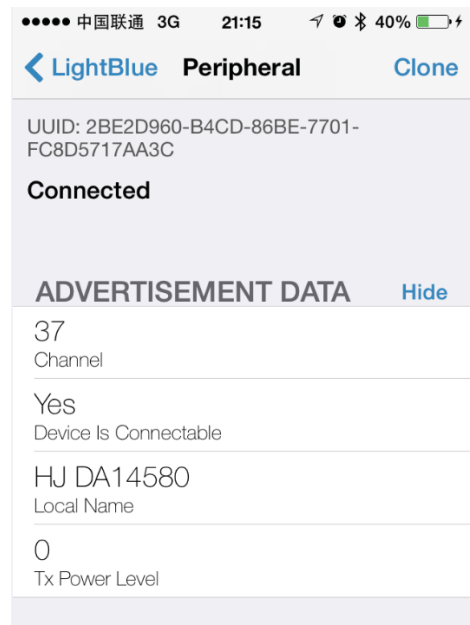 中国联通 3G 21:15 40%
LightBlue Peripheral Clone
UUID: 2BE2D960-B4CD-86BE-7701-
FC8D5717AA3C
Connected
ADVERTISEMENT DATA Hide
37
Channel
Yes
Device Is Connectable
HJ DA14580
Local Name
0
Tx Power Level